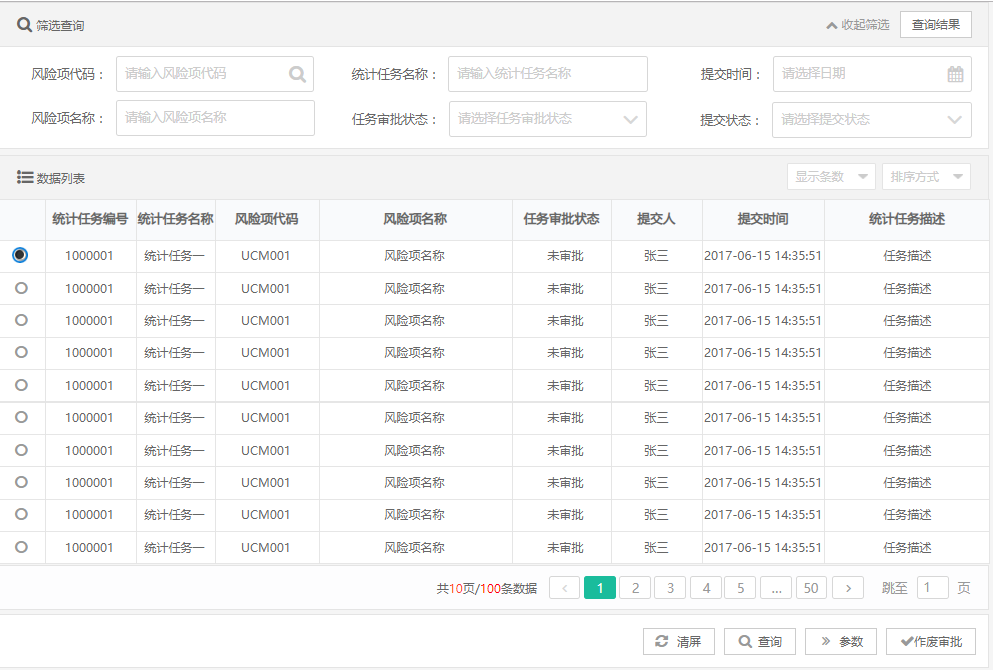 筛选查询 收起筛选 查询结果
风险项代码： 请输入风险项代码 统计任务名称： 请输入统计任务名称 提交时间： 请选择日期
风险项名称： 请输入风险项名称 任务审批状态： 请选择任务审批状态 提交状态： 请选择提交状态
数据列表 显示条数 排序方式
统计任务编号 统计任务名称 风险项代码 风险项名称 任务审批状态 提交人 提交时间 统计任务描述
1000001 统计任务一 UCM001 风险项名称 未审批 张三 2017-06-15 14:35:51 任务描述
1000001 统计任务一 UCM001 风险项名称 未审批 张三 2017-06-15 14:35:51 任务描述
1000001 统计任务一 UCM001 风险项名称 未审批 张三 2017-06-15 14:35:51 任务描述
1000001 统计任务一 UCM001 风险项名称 未审批 张三 2017-06-15 14:35:51 任务描述
1000001 统计任务一 UCM001 风险项名称 未审批 张三 2017-06-15 14:35:51 任务描述
1000001 统计任务一 UCM001 风险项名称 未审批 张三 2017-06-15 14:35:51 任务描述
1000001 统计任务一 UCM001 风险项名称 未审批 张三 2017-06-15 14:35:51 任务描述
1000001 统计任务一 UCM001 风险项名称 未审批 张三 2017-06-15 14:35:51 任务描述
1000001 统计任务一 UCM001 风险项名称 未审批 张三 2017-06-15 14:35:51 任务描述
1000001 统计任务一 UCM001 风险项名称 未审批 张三 2017-06-15 14:35:51 任务描述
共10页/100条数据 < 1 2 3 4 5 ... 50 > 跳至 1 页
清屏 查询 » 参数 作废审批